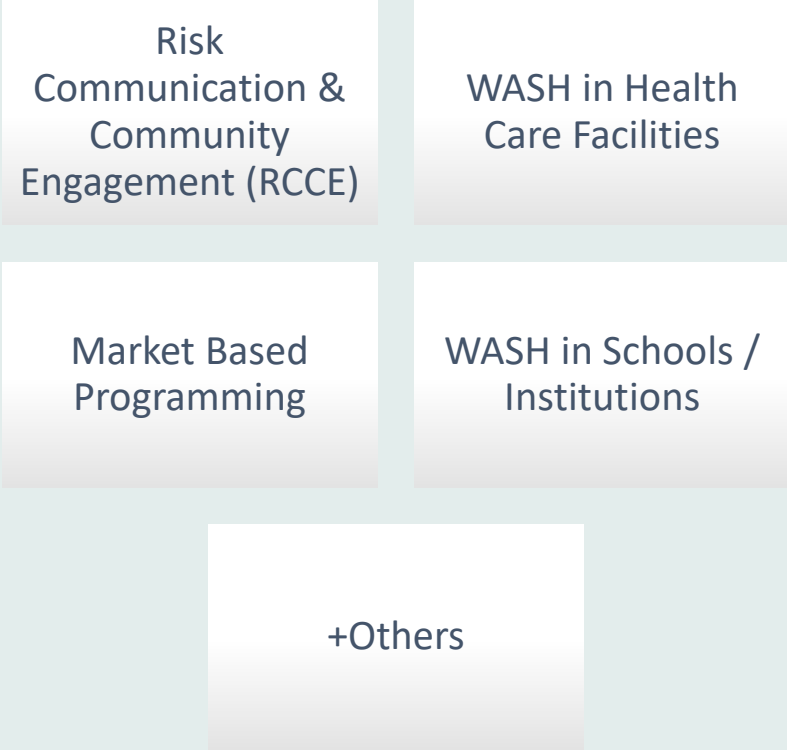 Risk
Communication &
Community
Engagement (RCCE)
WASH in Health
Care Facilities
Market Based
Programming
WASH in Schools /
Institutions
+Others